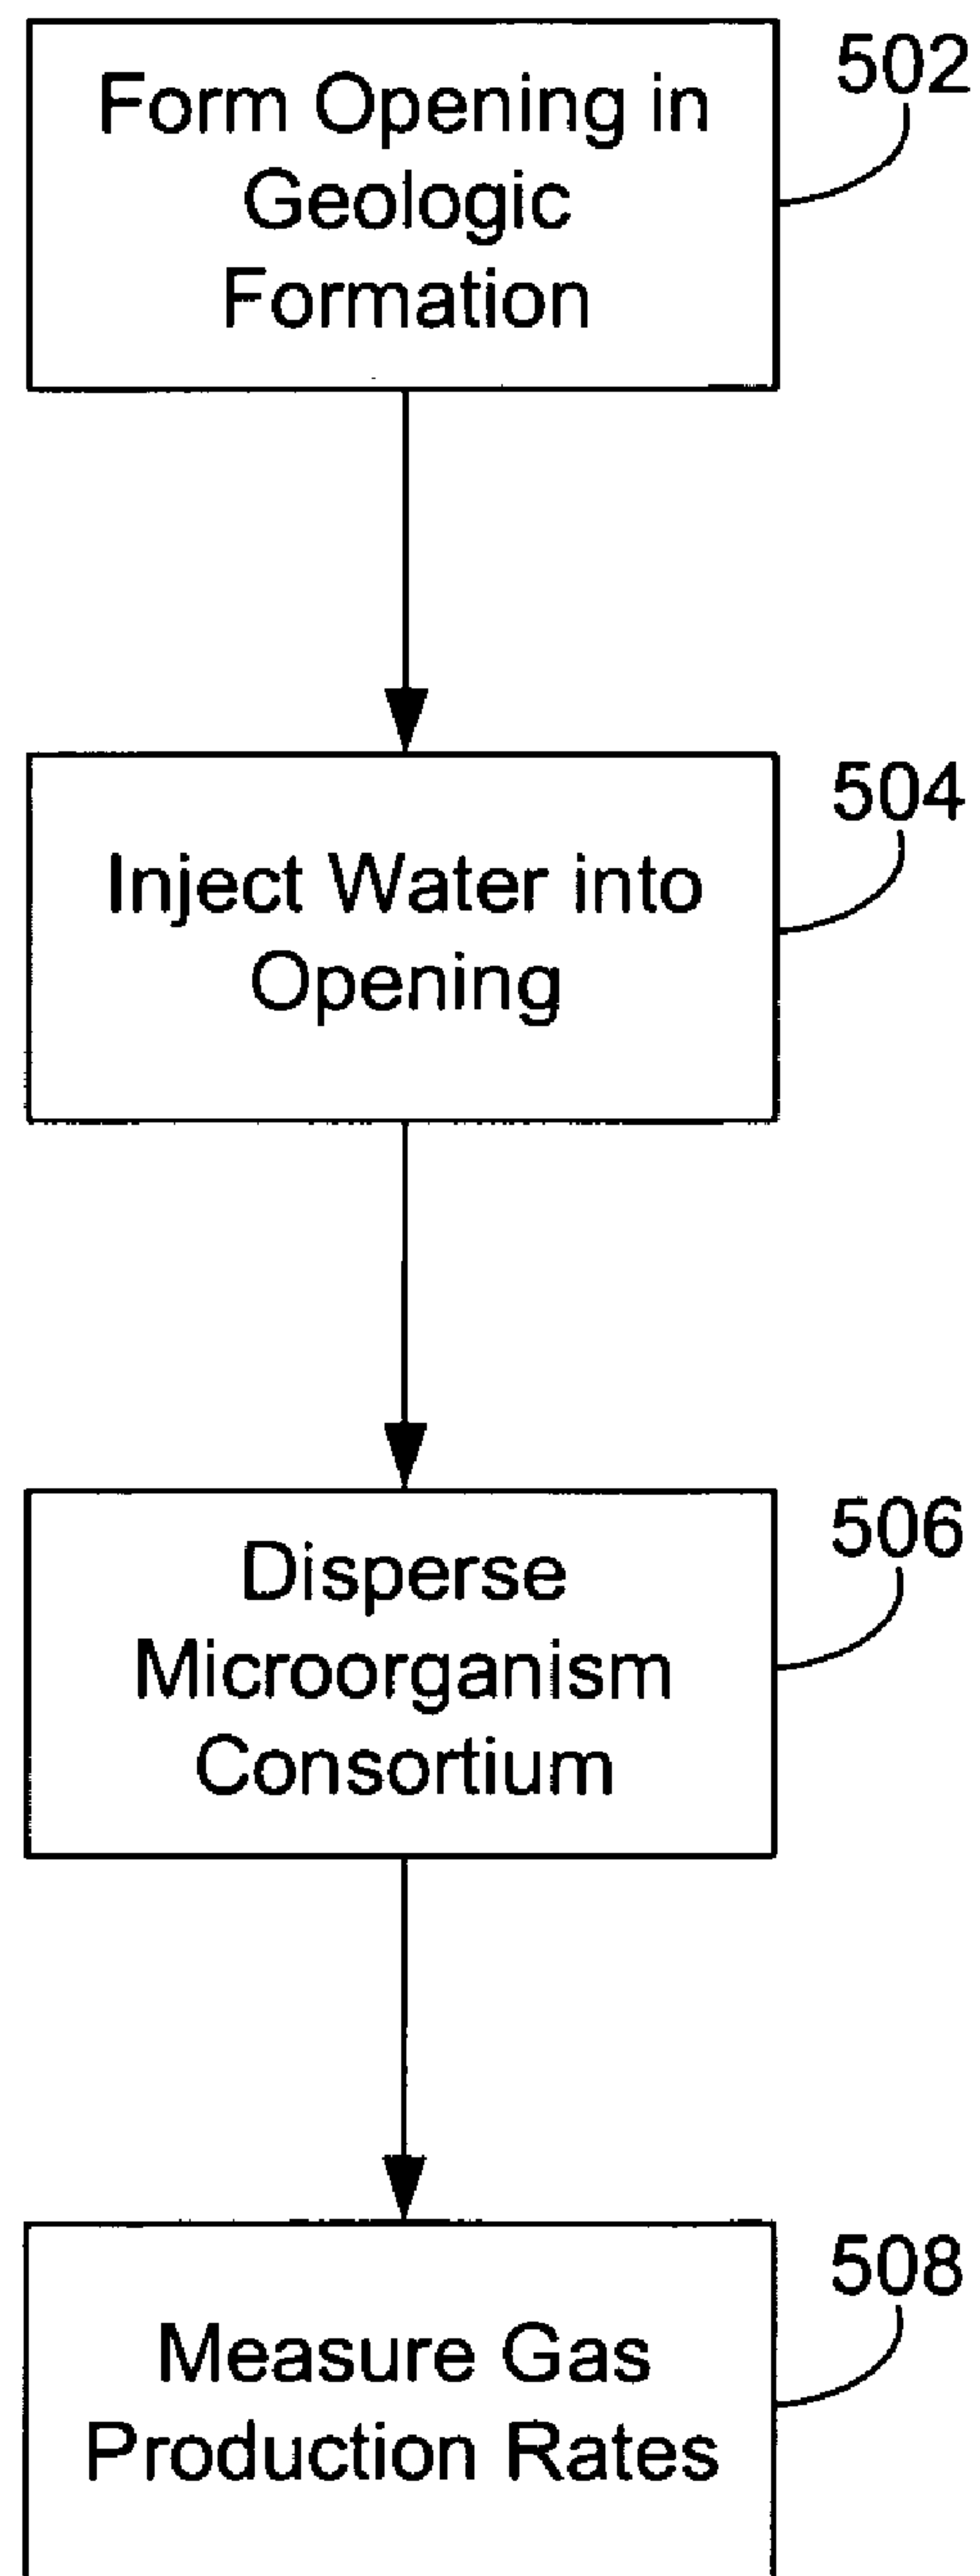 Form Opening in
Geologic
Formation
502
Inject Water into
Opening
504
Disperse
Microorganism
Consortium
506
Measure Gas
Production Rates
508